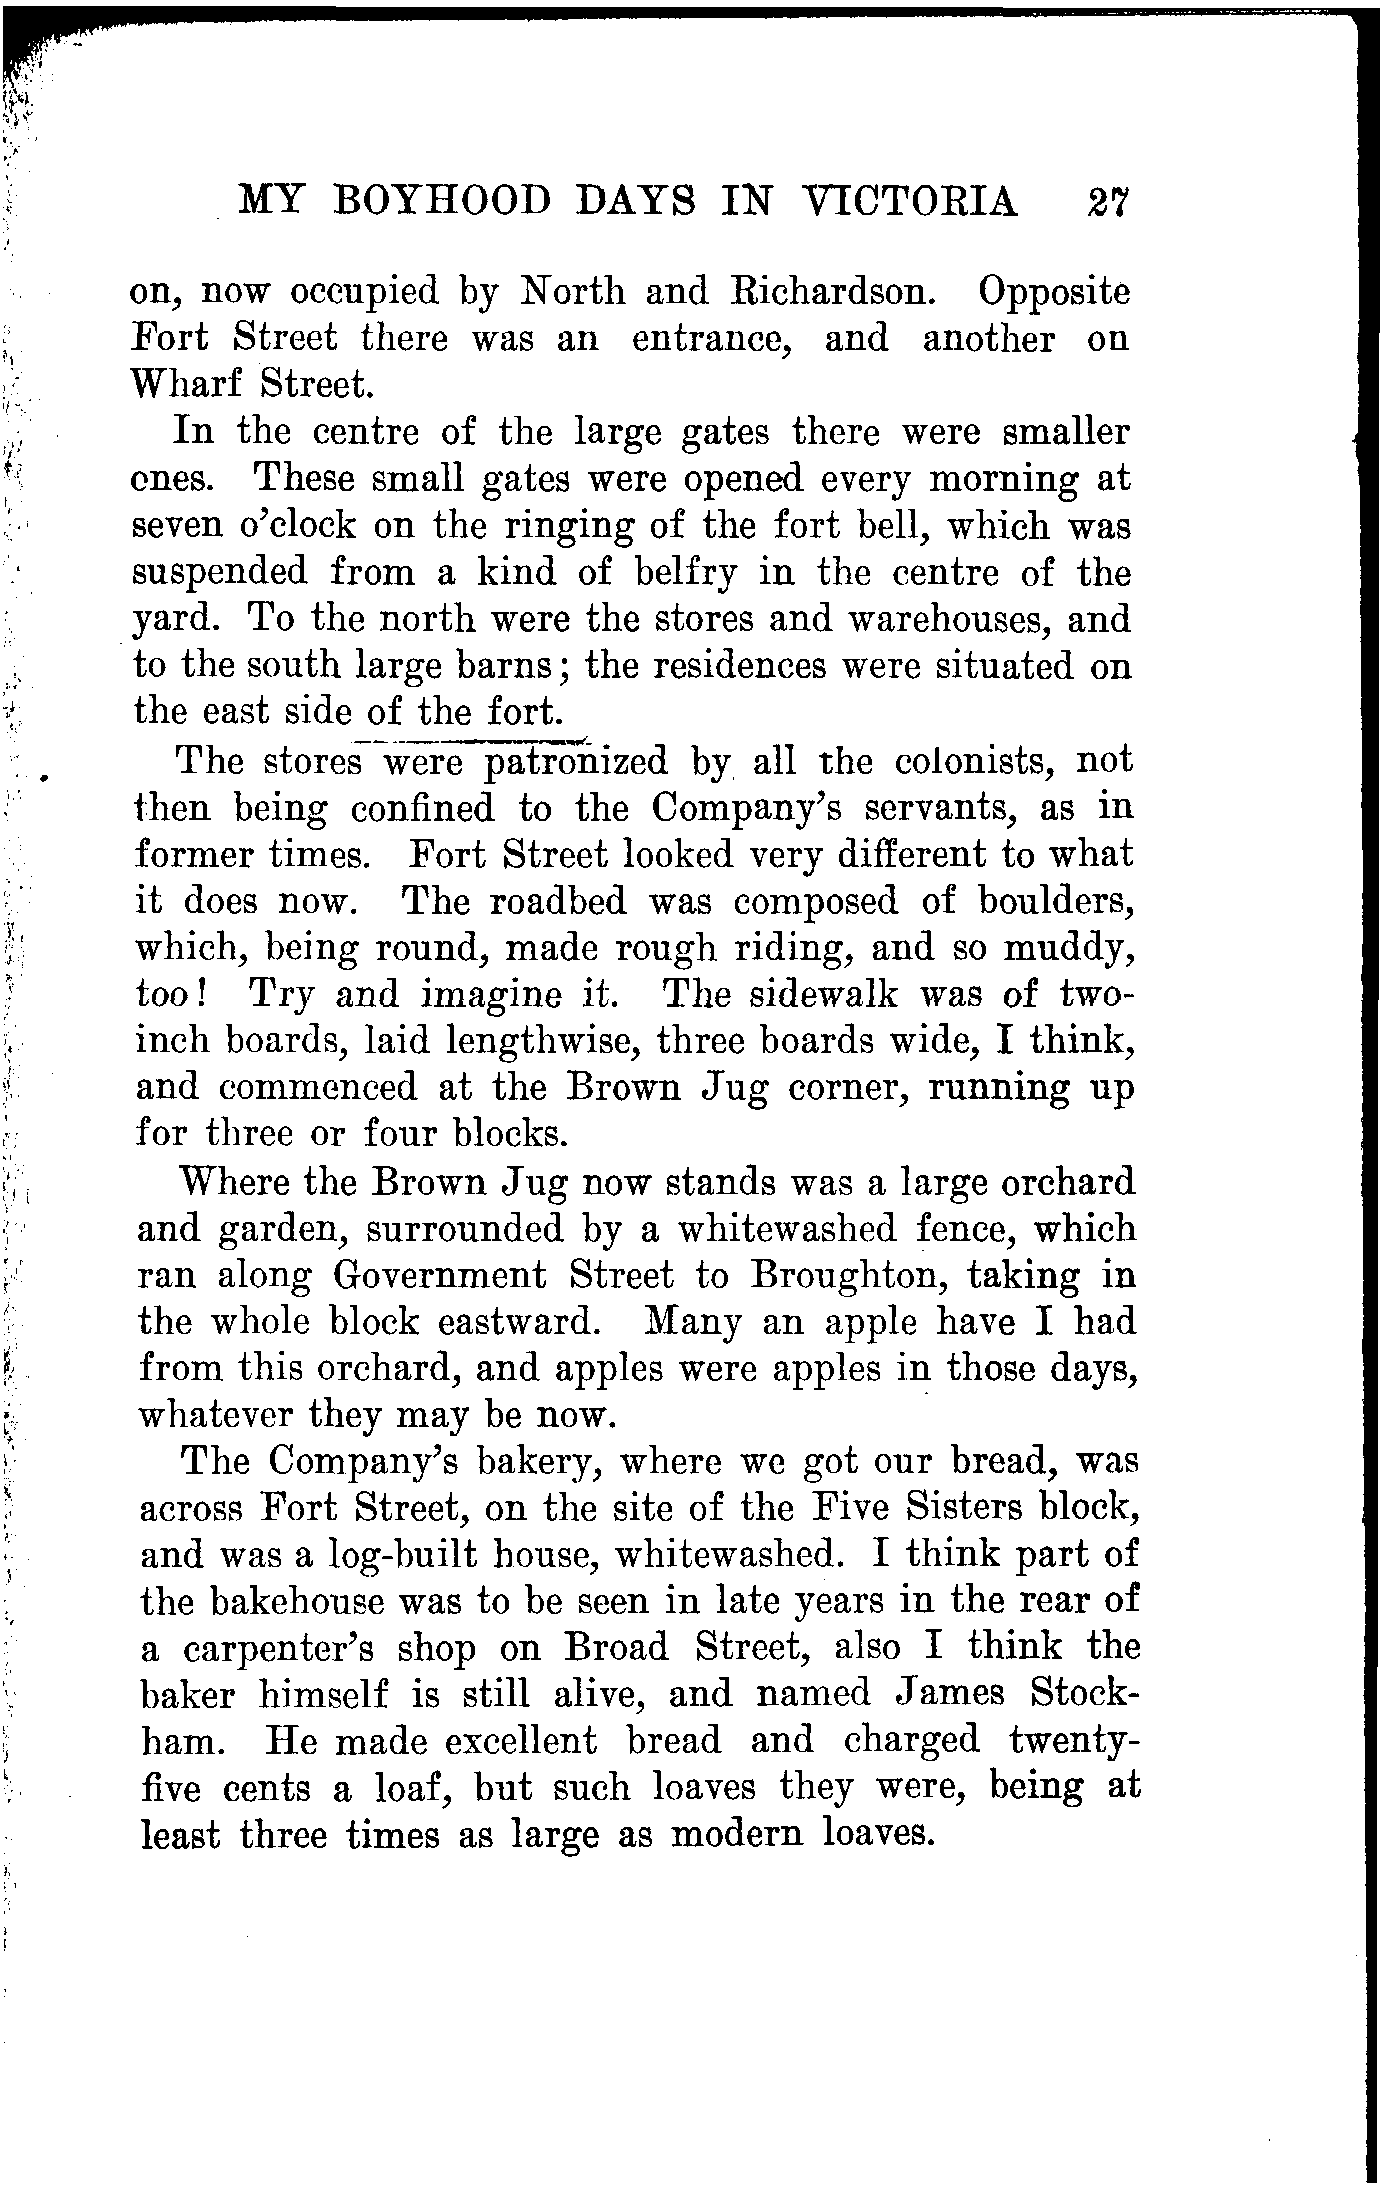 MY BOYHOOD DAYS IN VICTORIA 27
on, now occupied by North and Richardson. Opposite
Fort Street there was an entrance, and another on
Wharf Street.
In the centre of the large gates there were smaller
ones. These small gates were opened every morning at
seven o'clock on the ringing of the fort bell, which was
suspended from a kind of belfry in the centre of the
yard. To the north were the stores and warehouses, and
to the south large barns; the residences were situated on
the east side of the fort.
The stores were patronized by all the colonists, not
then being confined to the Company's servants, as in
former times. Fort Street looked very different to what
it does now. The roadbed was composed of boulders,
which, being round, made rough riding, and so muddy,
too! Try and imagine it. The sidewalk was of two-
inch boards, laid lengthwise, three boards wide, I think,
and commenced at the Brown Jug corner, running up
for three or four blocks.
Where the Brown Jug now stands was a large orchard
and garden, surrounded by a whitewashed fence, which
ran along Government Street to Broughton, taking in
the whole block eastward. Many an apple have I had
from this orchard, and apples were apples in those days,
whatever they may be now.
The Company's bakery, where we got our bread, was
across Fort Street, on the site of the Five Sisters block,
and was a log-built house, whitewashed. I think part of
the bakehouse was to be seen in late years in the rear of
a carpenter's shop on Broad Street, also I think the
baker himself is still alive, and named James Stock-
ham. He made excellent bread and charged twenty-
five cents a loaf, but such loaves they were, being at
least three times as large as modern loaves.